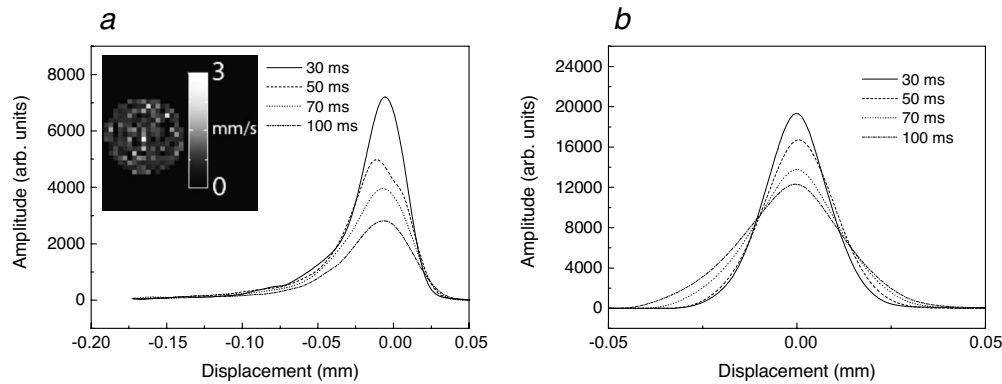 a
8000
6000
4000
2000
0
Amplitude (arb. units)
3
mm/s
0
30 ms
50 ms
70 ms
100 ms
-0.20 -0.15 -0.10 -0.05 0.00 0.05
Displacement (mm)
b
24000
20000
16000
12000
8000
4000
0
Amplitude (arb. units)
30 ms
50 ms
70 ms
100 ms
-0.05 0.00 0.05
Displacement (mm)